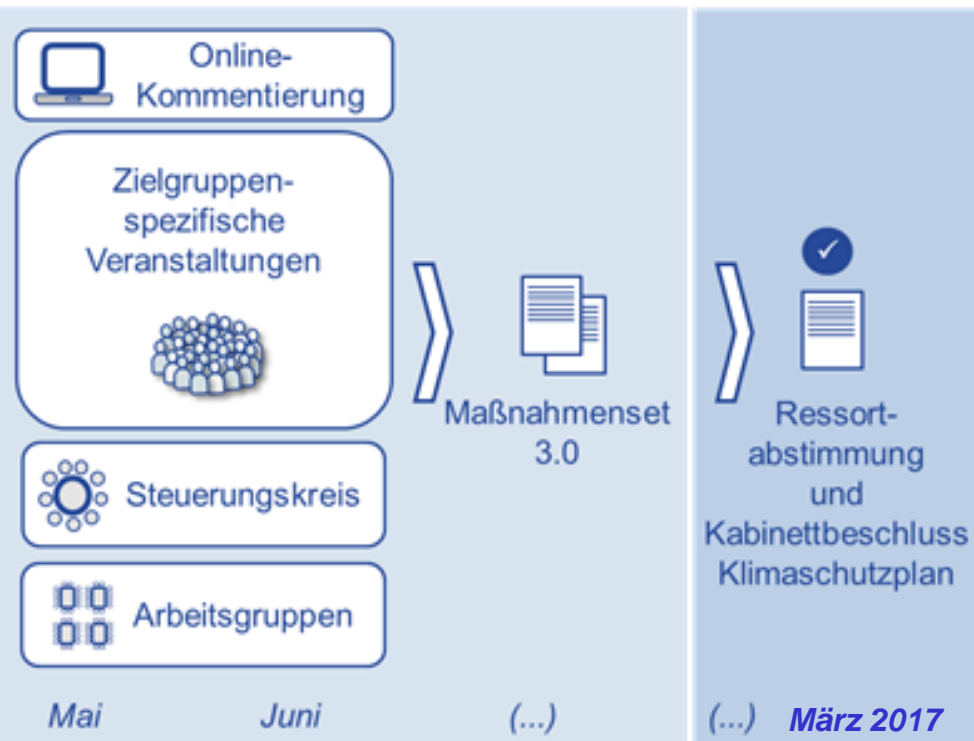 Online-
Kommentierung
Zielgruppen-
spezifische
Veranstaltungen
Steuerungskreis
Arbeitsgruppen
Maßnahmenset
3.0
Ressort-
abstimmung
und
Kabinettbeschluss
Klimaschutzplan
Mai Juni (...) (...) März 2017